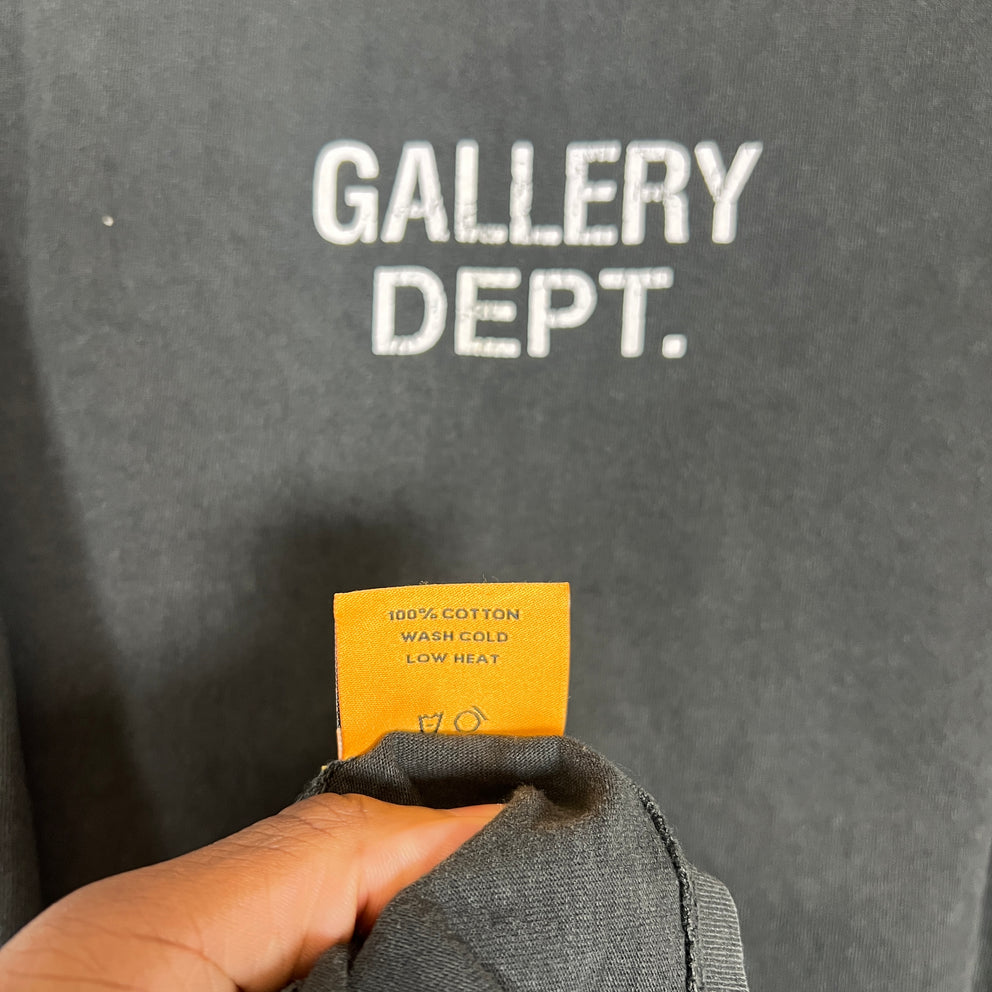 GALLERY
DEPT.
100% COTTON
WASH COLD
LOW HEAT